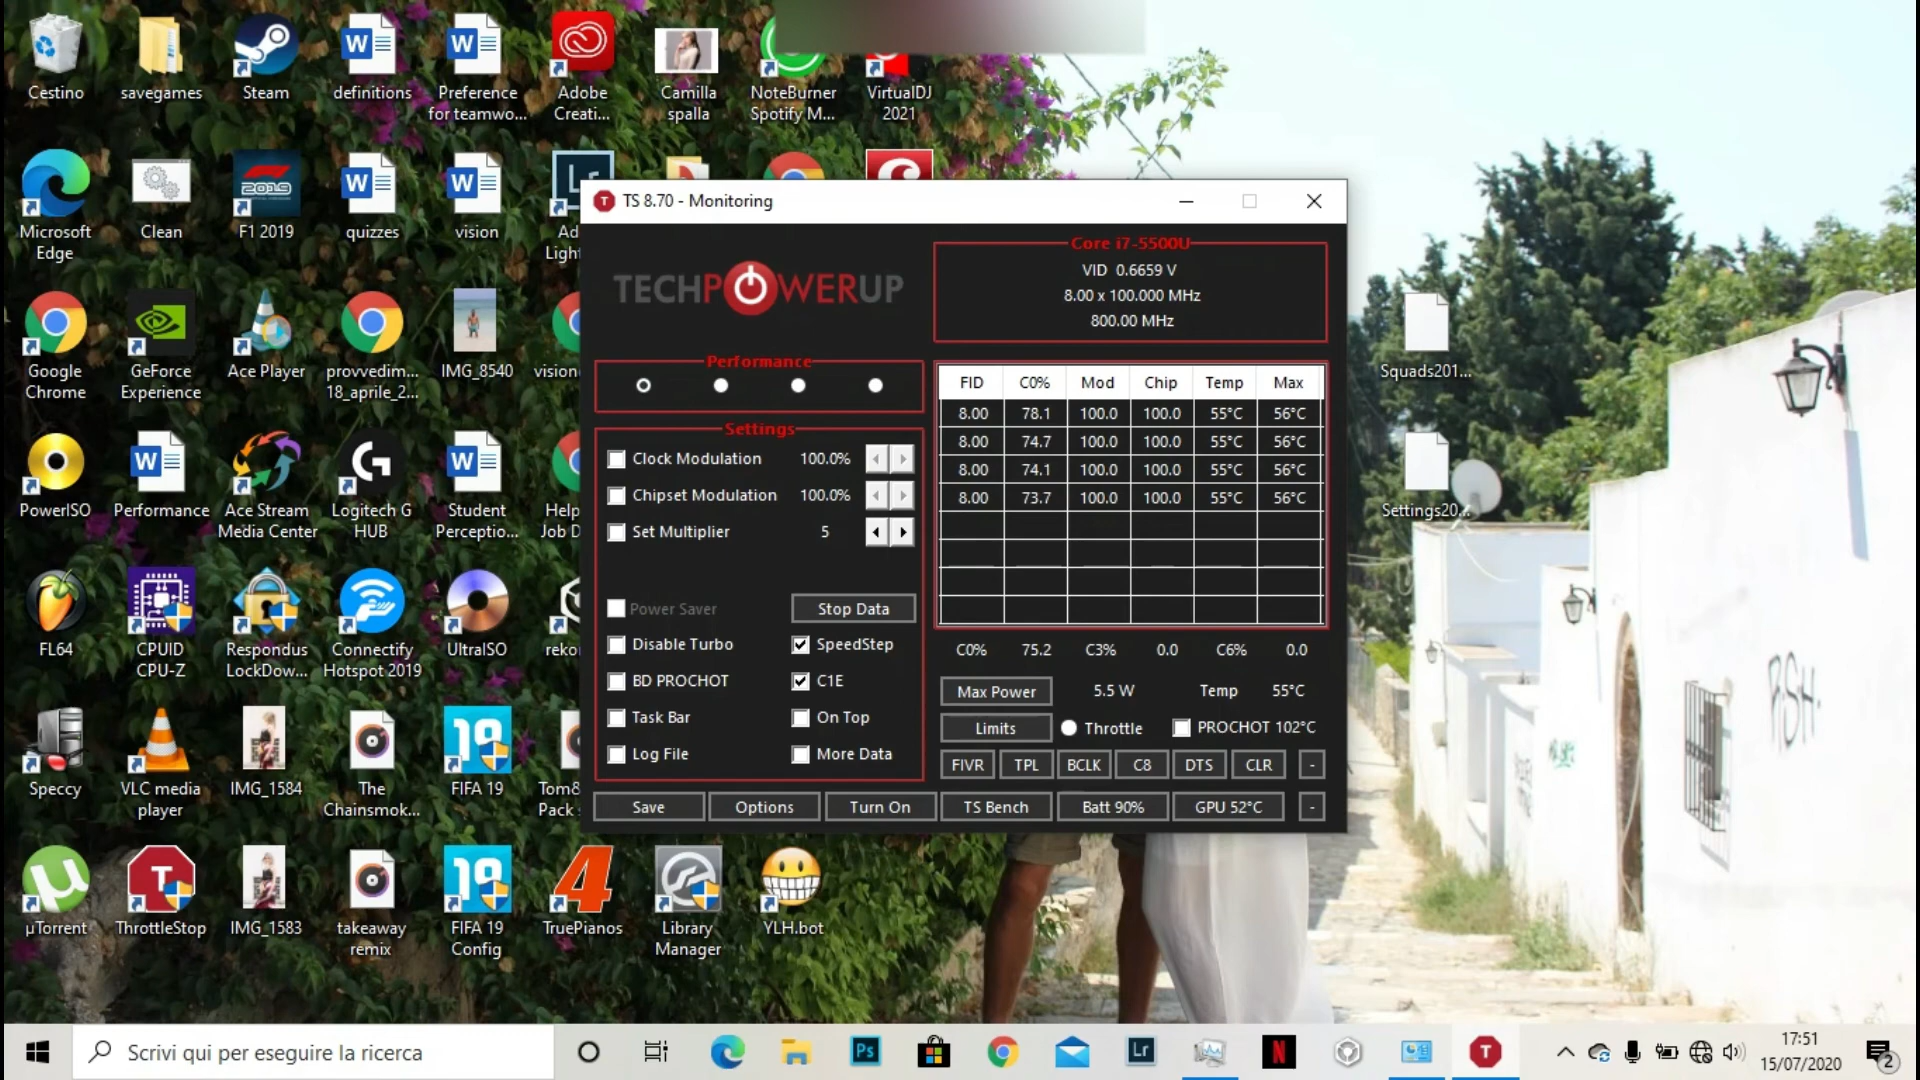 Cestino
savegames
Steam
definitions
Preference
for teamwo...
Adobe
Creati...
Camilla
spalla
NoteBurner
Spotify M...
VirtualDJ
2021
Microsoft
Edge
Clean
F1 2019
quizzes
vision
Ad
Light
Google
Chrome
GeForce
Experience
Ace Player
provvedim...
18_aprile_2...
IMG_8540
vision
PowerISO
Performance
Ace Stream
Media Center
Logitech G
HUB
Student
Perceptio...
Help
Job D
FL64
CPUID
CPU-Z
Respondus
LockDow...
Connectify
Hotspot 2019
UltraISO
reko
Speccy
VLC media
player
IMG_1584
The
Chainsmok...
FIFA 19
Tom&
Pack
µTorrent
ThrottleStop
IMG_1583
takeaway
remix
FIFA 19
Config
TruePianos
Library
Manager
YLH.bot
Squads201...
Settings20...
TS 8.70 - Monitoring
TECHPOWERUP
Core i7-5500U
VID 0.6659 V
8.00 x 100.000 MHz
800.00 MHz
Performance
Settings
Clock Modulation 100.0%
Chipset Modulation 100.0%
Set Multiplier 5
Power Saver Stop Data
Disable Turbo SpeedStep
BD PROCHOT C1E
Task Bar On Top
Log File More Data
FID C0% Mod Chip Temp Max
8.00 78.1 100.0 100.0 55°C 56°C
8.00 74.7 100.0 100.0 55°C 56°C
8.00 74.1 100.0 100.0 55°C 56°C
8.00 73.7 100.0 100.0 55°C 56°C
C0% 75.2 C3% 0.0 C6% 0.0
Max Power 5.5 W Temp 55°C
Limits Throttle PROCHOT 102°C
FIVR TPL BCLK C8 DTS CLR -
Save Options Turn On TS Bench Batt 90% GPU 52°C -
Scrivi qui per eseguire la ricerca
17:51
15/07/2020
2